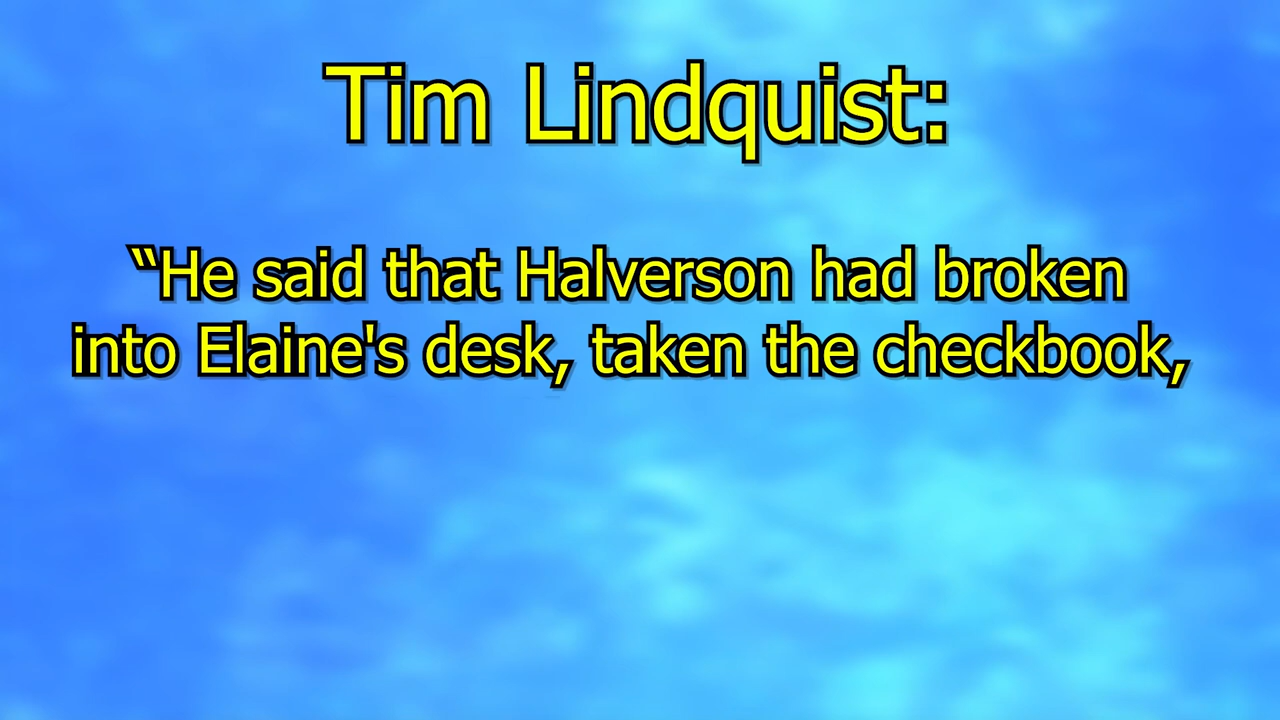 Tim Lindquist:
“He said that Halverson had broken
into Elaine's desk, taken the checkbook,